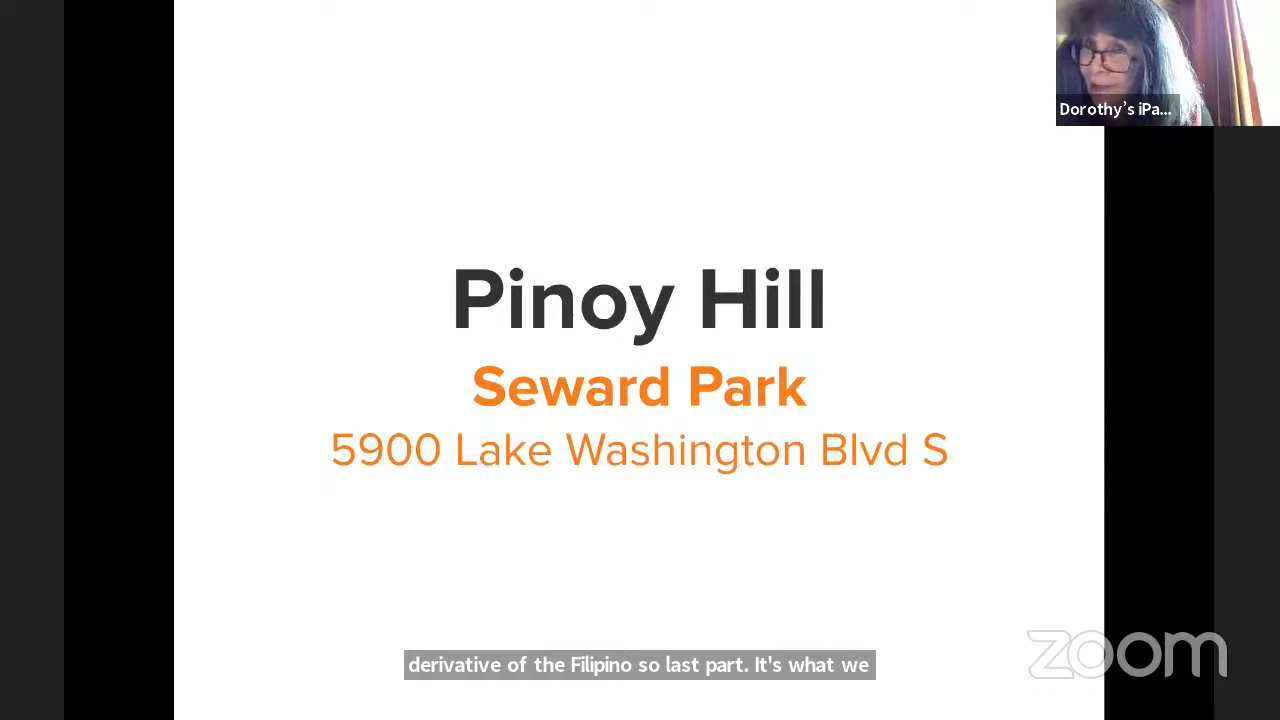 Dorothy's iPa...
Pinoy Hill
Seward Park
5900 Lake Washington Blvd S
derivative of the Filipino so last part. It's what we
zoom